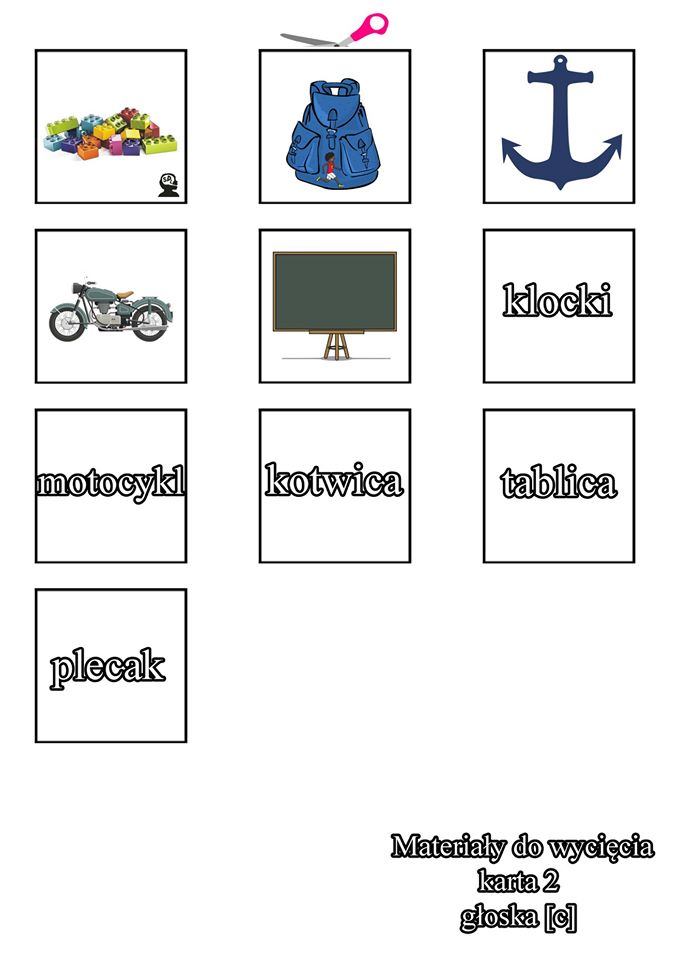 klocki
motocykl
kotwica
tablica
plecak
Materiały do wycięcia
karta 2
głoska [c]